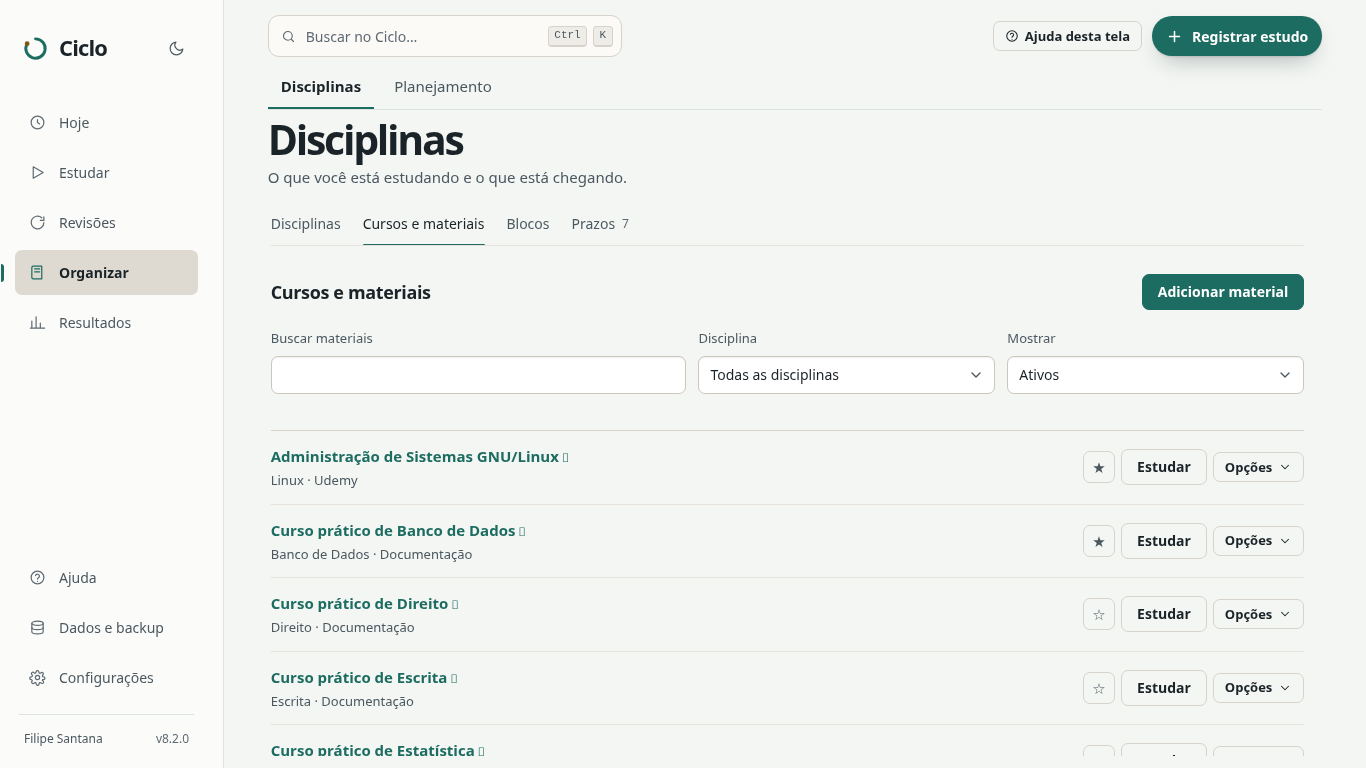 Ciclo
Buscar no Ciclo...
Ctrl K
Ajuda desta tela
Registrar estudo
Hoje
Estudar
Revisões
Organizar
Resultados
Ajuda
Dados e backup
Configurações
Filipe Santana
v8.2.0
Disciplinas
Planejamento
Disciplinas
O que você está estudando e o que está chegando.
Disciplinas
Cursos e materiais
Blocos
Prazos 7
Cursos e materiais
Adicionar material
Buscar materiais
Disciplina
Todas as disciplinas
Mostrar
Ativos
Administração de Sistemas GNU/Linux
Linux · Udemy
Estudar
Opções
Curso prático de Banco de Dados
Banco de Dados · Documentação
Estudar
Opções
Curso prático de Direito
Direito · Documentação
Estudar
Opções
Curso prático de Escrita
Escrita · Documentação
Estudar
Opções
Curso prático de Estatística